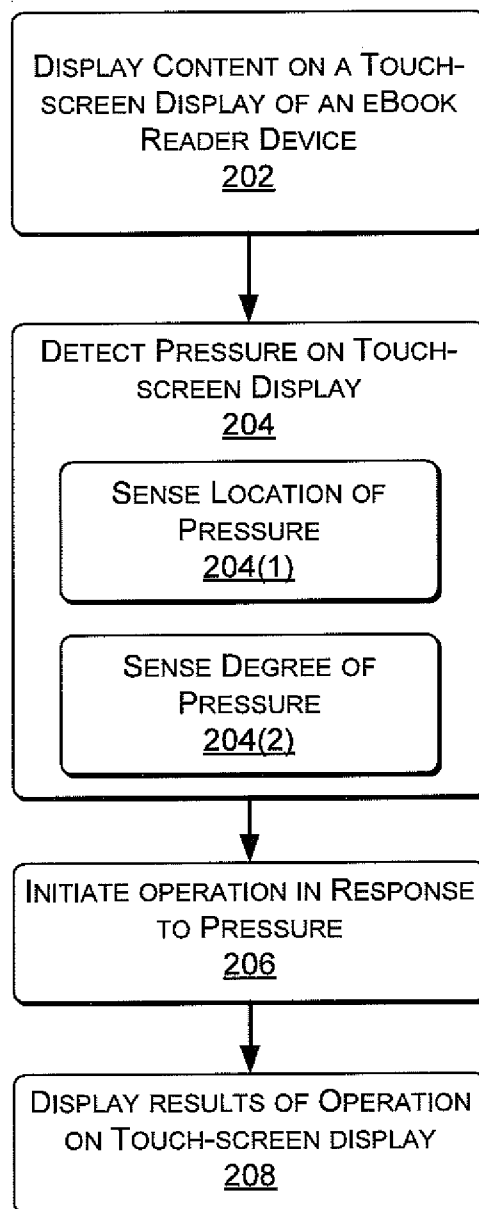 DISPLAY CONTENT ON A TOUCH-
SCREEN DISPLAY OF AN EBOOK
READER DEVICE
202
DETECT PRESSURE ON TOUCH-
SCREEN DISPLAY
204
SENSE LOCATION OF
PRESSURE
204(1)
SENSE DEGREE OF
PRESSURE
204(2)
INITIATE OPERATION IN RESPONSE
TO PRESSURE
206
DISPLAY RESULTS OF OPERATION
ON TOUCH-SCREEN DISPLAY
208